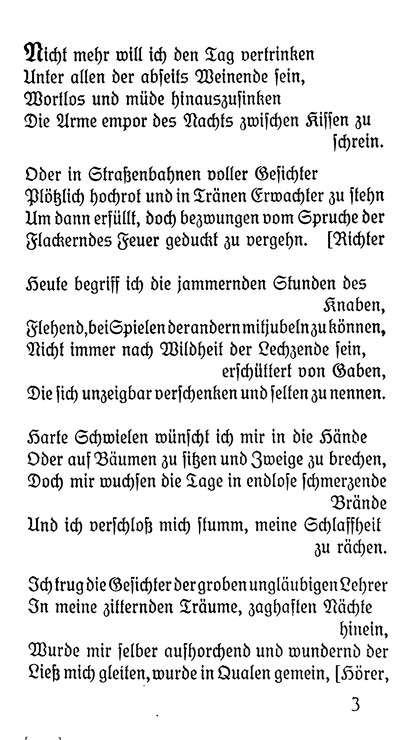 Nicht mehr will ich den Tag vertrinken
Unter allen der abseits Weinende sein,
Wortlos und müde hinauszusinken
Die Arme empor des Nachts zwischen Kissen zu
schrein.
Oder in Straßenbahnen voller Gesichter
Plötzlich hochrot und in Tränen Erwachter zu stehn
Um dann erfüllt, doch bezwungen vom Spruche der
Flackerndes Feuer geduckt zu vergehn. [Richter
Heute begriff ich die jammernden Stunden des
Knaben,
Flehend, bei Spielen der andern mitjubeln zu können,
Nicht immer nach Wildheit der Lechzende sein,
erschüttert von Gaben,
Die sich unzeigbar verschenken und selten zu nennen.
Harte Schwielen wünscht ich mir in die Hände
Oder auf Bäumen zu sitzen und Zweige zu brechen,
Doch mir wuchsen die Tage in endlose schmerzende
Brände
Und ich verschloß mich stumm, meine Schlaffheit
zu rächen.
Ich trug die Gesichter der groben ungläubigen Lehrer
In meine zitternden Träume, zaghaften Nächte
hinein,
Wurde mir selber aufhorchend und wundernd der
Ließ mich gleiten, wurde in Qualen gemein, [Hörer,
3